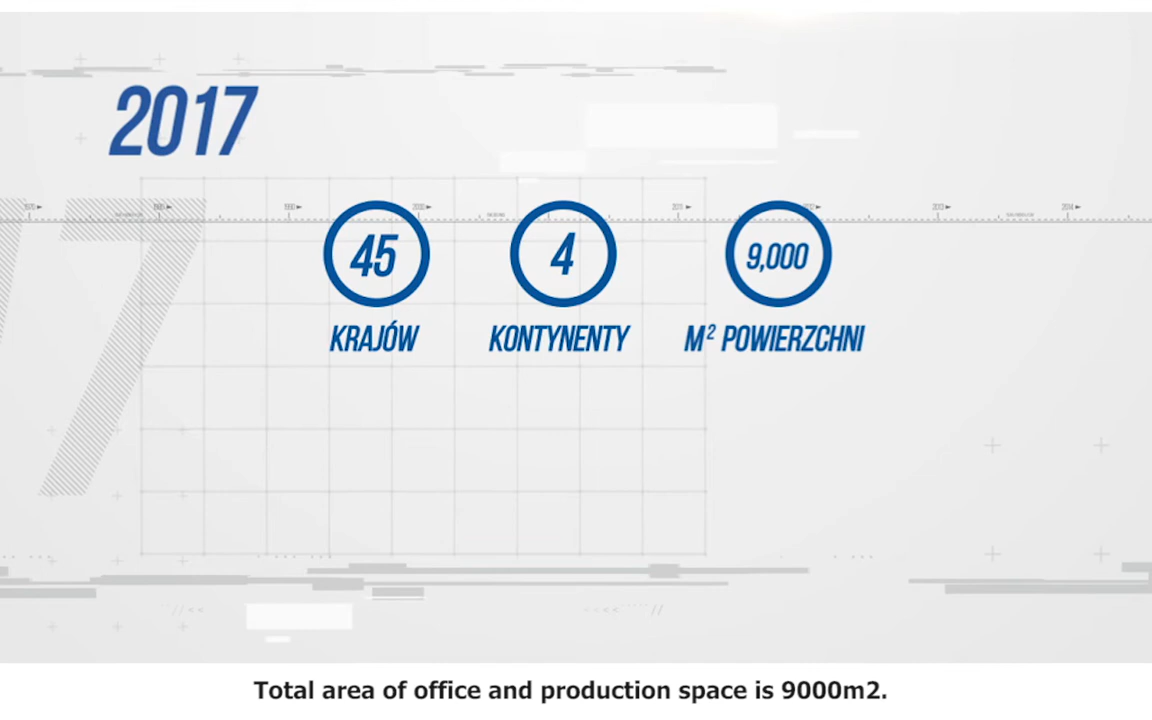 2017
45
4
9,000
KRAJÓW
KONTYNENTY
M² POWIERZCHNI
Total area of office and production space is 9000m2.